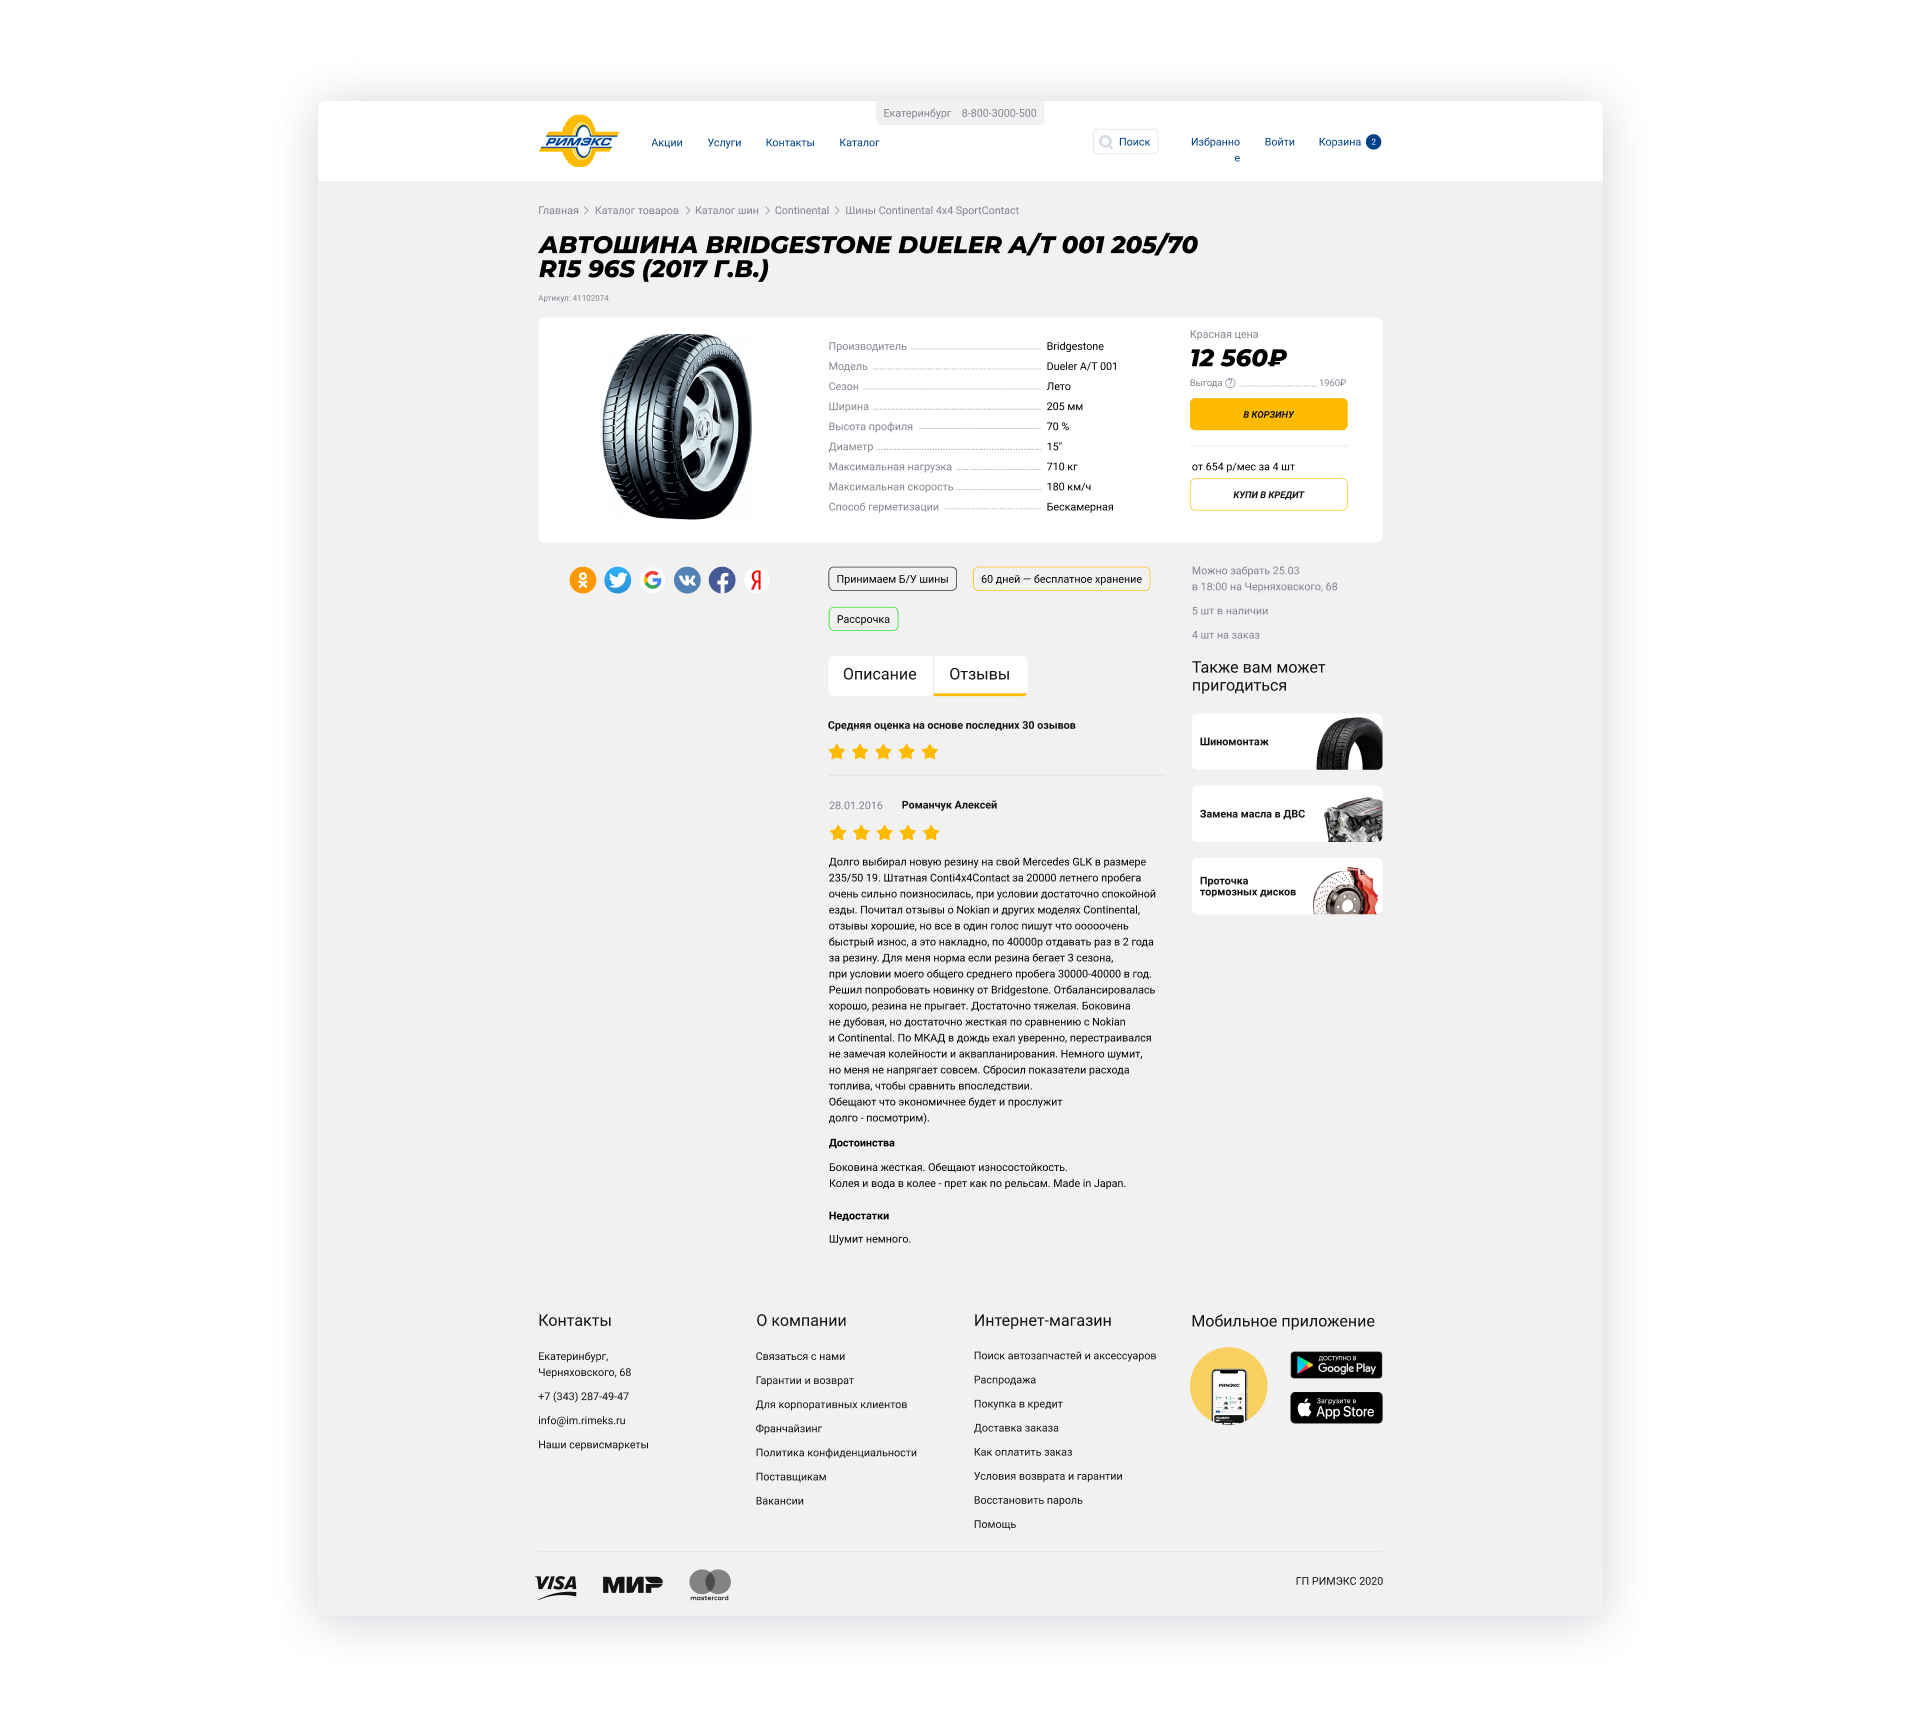 Екатеринбург 8-800-3000-500
РИМЭКС
Акции Услуги Контакты Каталог
Поиск
Избранно
е
Войти
Корзина 2
Главная Каталог товаров Каталог шин Continental Шины Continental 4x4 SportContact
АВТОШИНА BRIDGESTONE DUELER A/T 001 205/70
R15 96S (2017 Г.В.)
Артикул: 41102074
Производитель Bridgestone
Модель Dueler A/T 001
Сезон Лето
Ширина 205 мм
Высота профиля 70 %
Диаметр 15"
Максимальная нагрузка 710 кг
Максимальная скорость 180 км/ч
Способ герметизации Бескамерная
Красная цена
12 560₽
Выгода ? 1960₽
В КОРЗИНУ
от 654 р/мес за 4 шт
КУПИ В КРЕДИТ
Принимаем Б/У шины
60 дней — бесплатное хранение
Рассрочка
Можно забрать 25.03
в 18:00 на Черняховского, 68
5 шт в наличии
4 шт на заказ
Описание Отзывы
Средняя оценка на основе последних 30 озывов
28.01.2016 Романчук Алексей
Долго выбирал новую резину на свой Mercedes GLK в размере
235/50 19. Штатная Conti4x4Contact за 20000 летнего пробега
очень сильно поизносилась, при условии достаточно спокойной
езды. Почитал отзывы о Nokian и других моделях Continental,
отзывы хорошие, но все в один голос пишут что ооооочень
быстрый износ, а это накладно, по 40000р отдавать раз в 2 года
за резину. Для меня норма если резина бегает 3 сезона,
при условии моего общего среднего пробега 30000-40000 в год.
Решил попробовать новинку от Bridgestone. Отбалансировалась
хорошо, резина не прыгает. Достаточно тяжелая. Боковина
не дубовая, но достаточно жесткая по сравнению с Nokian
и Continental. По МКАД в дождь ехал уверенно, перестраивался
не замечая колейности и аквапланирования. Немного шумит,
но меня не напрягает совсем. Сбросил показатели расхода
топлива, чтобы сравнить впоследствии.
Обещают что экономичнее будет и прослужит
долго - посмотрим).
Достоинства
Боковина жесткая. Обещают износостойкость.
Колея и вода в колее - прет как по рельсам. Made in Japan.
Недостатки
Шумит немного.
Также вам может
пригодиться
Шиномонтаж
Замена масла в ДВС
Проточка
тормозных дисков
Контакты
Екатеринбург,
Черняховского, 68
+7 (343) 287-49-47
info@im.rimeks.ru
Наши сервисмаркеты
О компании
Связаться с нами
Гарантии и возврат
Для корпоративных клиентов
Франчайзинг
Политика конфиденциальности
Поставщикам
Вакансии
Интернет-магазин
Поиск автозапчастей и аксессуаров
Распродажа
Покупка в кредит
Доставка заказа
Как оплатить заказ
Условия возврата и гарантии
Восстановить пароль
Помощь
Мобильное приложение
РИМЭКС
ДОСТУПНО В
Google Play
Загрузите в
App Store
VISA МИР mastercard
ГП РИМЭКС 2020